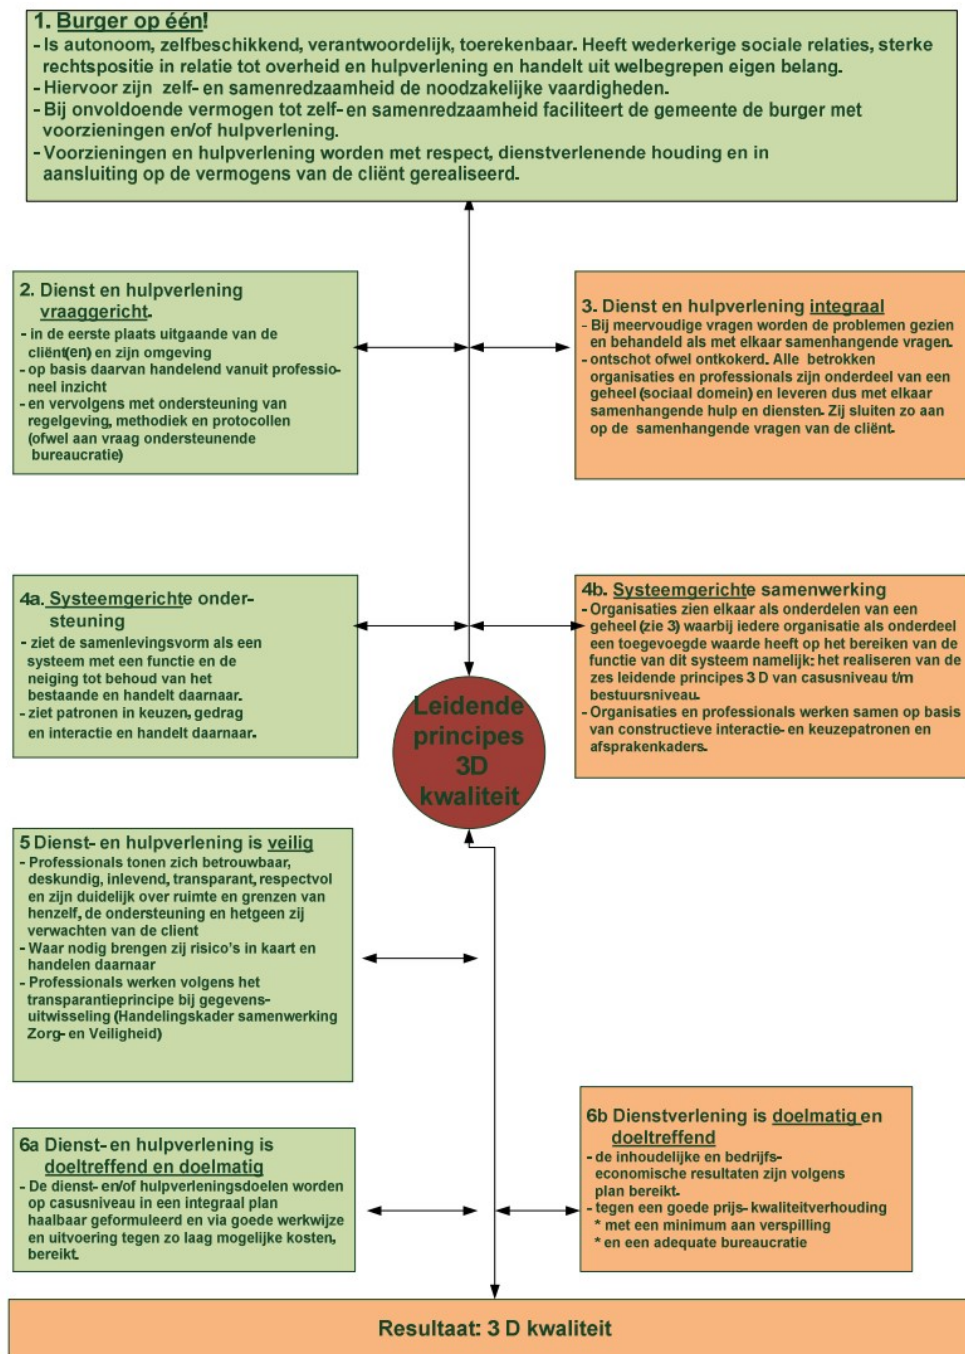 1. Burger op één!
- Is autonoom, zelfbeschikkend, verantwoordelijk, toerekenbaar. Heeft wederkerige sociale relaties, sterke
rechtspositie in relatie tot overheid en hulpverlening en handelt uit welbegrepen eigen belang.
- Hiervoor zijn zelf- en samenredzaamheid de noodzakelijke vaardigheden.
- Bij onvoldoende vermogen tot zelf- en samenredzaamheid faciliteert de gemeente de burger met
voorzieningen en/of hulpverlening.
- Voorzieningen en hulpverlening worden met respect, dienstverlenende houding en in
aansluiting op de vermogens van de cliënt gerealiseerd.
2. Dienst en hulpverlening
vraaggericht.
- in de eerste plaats uitgaande van de
cliënt(en) en zijn omgeving
- op basis daarvan handelend vanuit professio-
neel inzicht
- en vervolgens met ondersteuning van
regelgeving, methodiek en protocollen
(ofwel aan vraag ondersteunende
bureaucratie)
3. Dienst en hulpverlening integraal
- Bij meervoudige vragen worden de problemen gezien
en behandeld als met elkaar samenhangende vragen.
- ontschot ofwel ontkokerd. Alle betrokken
organisaties en professionals zijn onderdeel van een
geheel (sociaal domein) en leveren dus met elkaar
samenhangende hulp en diensten. Zij sluiten zo aan
op de samenhangende vragen van de cliënt.
4a. Systeemgerichte onder-
steuning
- ziet de samenlevingsvorm als een
systeem met een functie en de
neiging tot behoud van het
bestaande en handelt daarnaar.
- ziet patronen in keuzen, gedrag
en interactie en handelt daarnaar.
4b. Systeemgerichte samenwerking
- Organisaties zien elkaar als onderdelen van een
geheel (zie 3) waarbij iedere organisatie als onderdeel
een toegevoegde waarde heeft op het bereiken van de
functie van dit systeem namelijk: het realiseren van de
zes leidende principes 3 D van casusniveau t/m
bestuursniveau.
- Organisaties en professionals werken samen op basis
van constructieve interactie- en keuzepatronen en
afsprakenkaders.
Leidende
principes
3D
kwaliteit
5 Dienst- en hulpverlening is veilig
- Professionals tonen zich betrouwbaar,
deskundig, inlevend, transparant, respectvol
en zijn duidelijk over ruimte en grenzen van
henzelf, de ondersteuning en hetgeen zij
verwachten van de client
- Waar nodig brengen zij risico's in kaart en
handelen daarnaar
- Professionals werken volgens het
transparantieprincipe bij gegevens-
uitwisseling (Handelingskader samenwerking
Zorg- en Veiligheid)
6a Dienst- en hulpverlening is
doeltreffend en doelmatig
- De dienst- en/of hulpverleningsdoelen worden
op casusniveau in een integraal plan
haalbaar geformuleerd en via goede werkwijze
en uitvoering tegen zo laag mogelijke kosten,
bereikt.
6b Dienstverlening is doelmatig en
doeltreffend
- de inhoudelijke en bedrijfs-
economische resultaten zijn volgens
plan bereikt.
- tegen een goede prijs- kwaliteitverhouding
* met een minimum aan verspilling
* en een adequate bureaucratie
Resultaat: 3 D kwaliteit